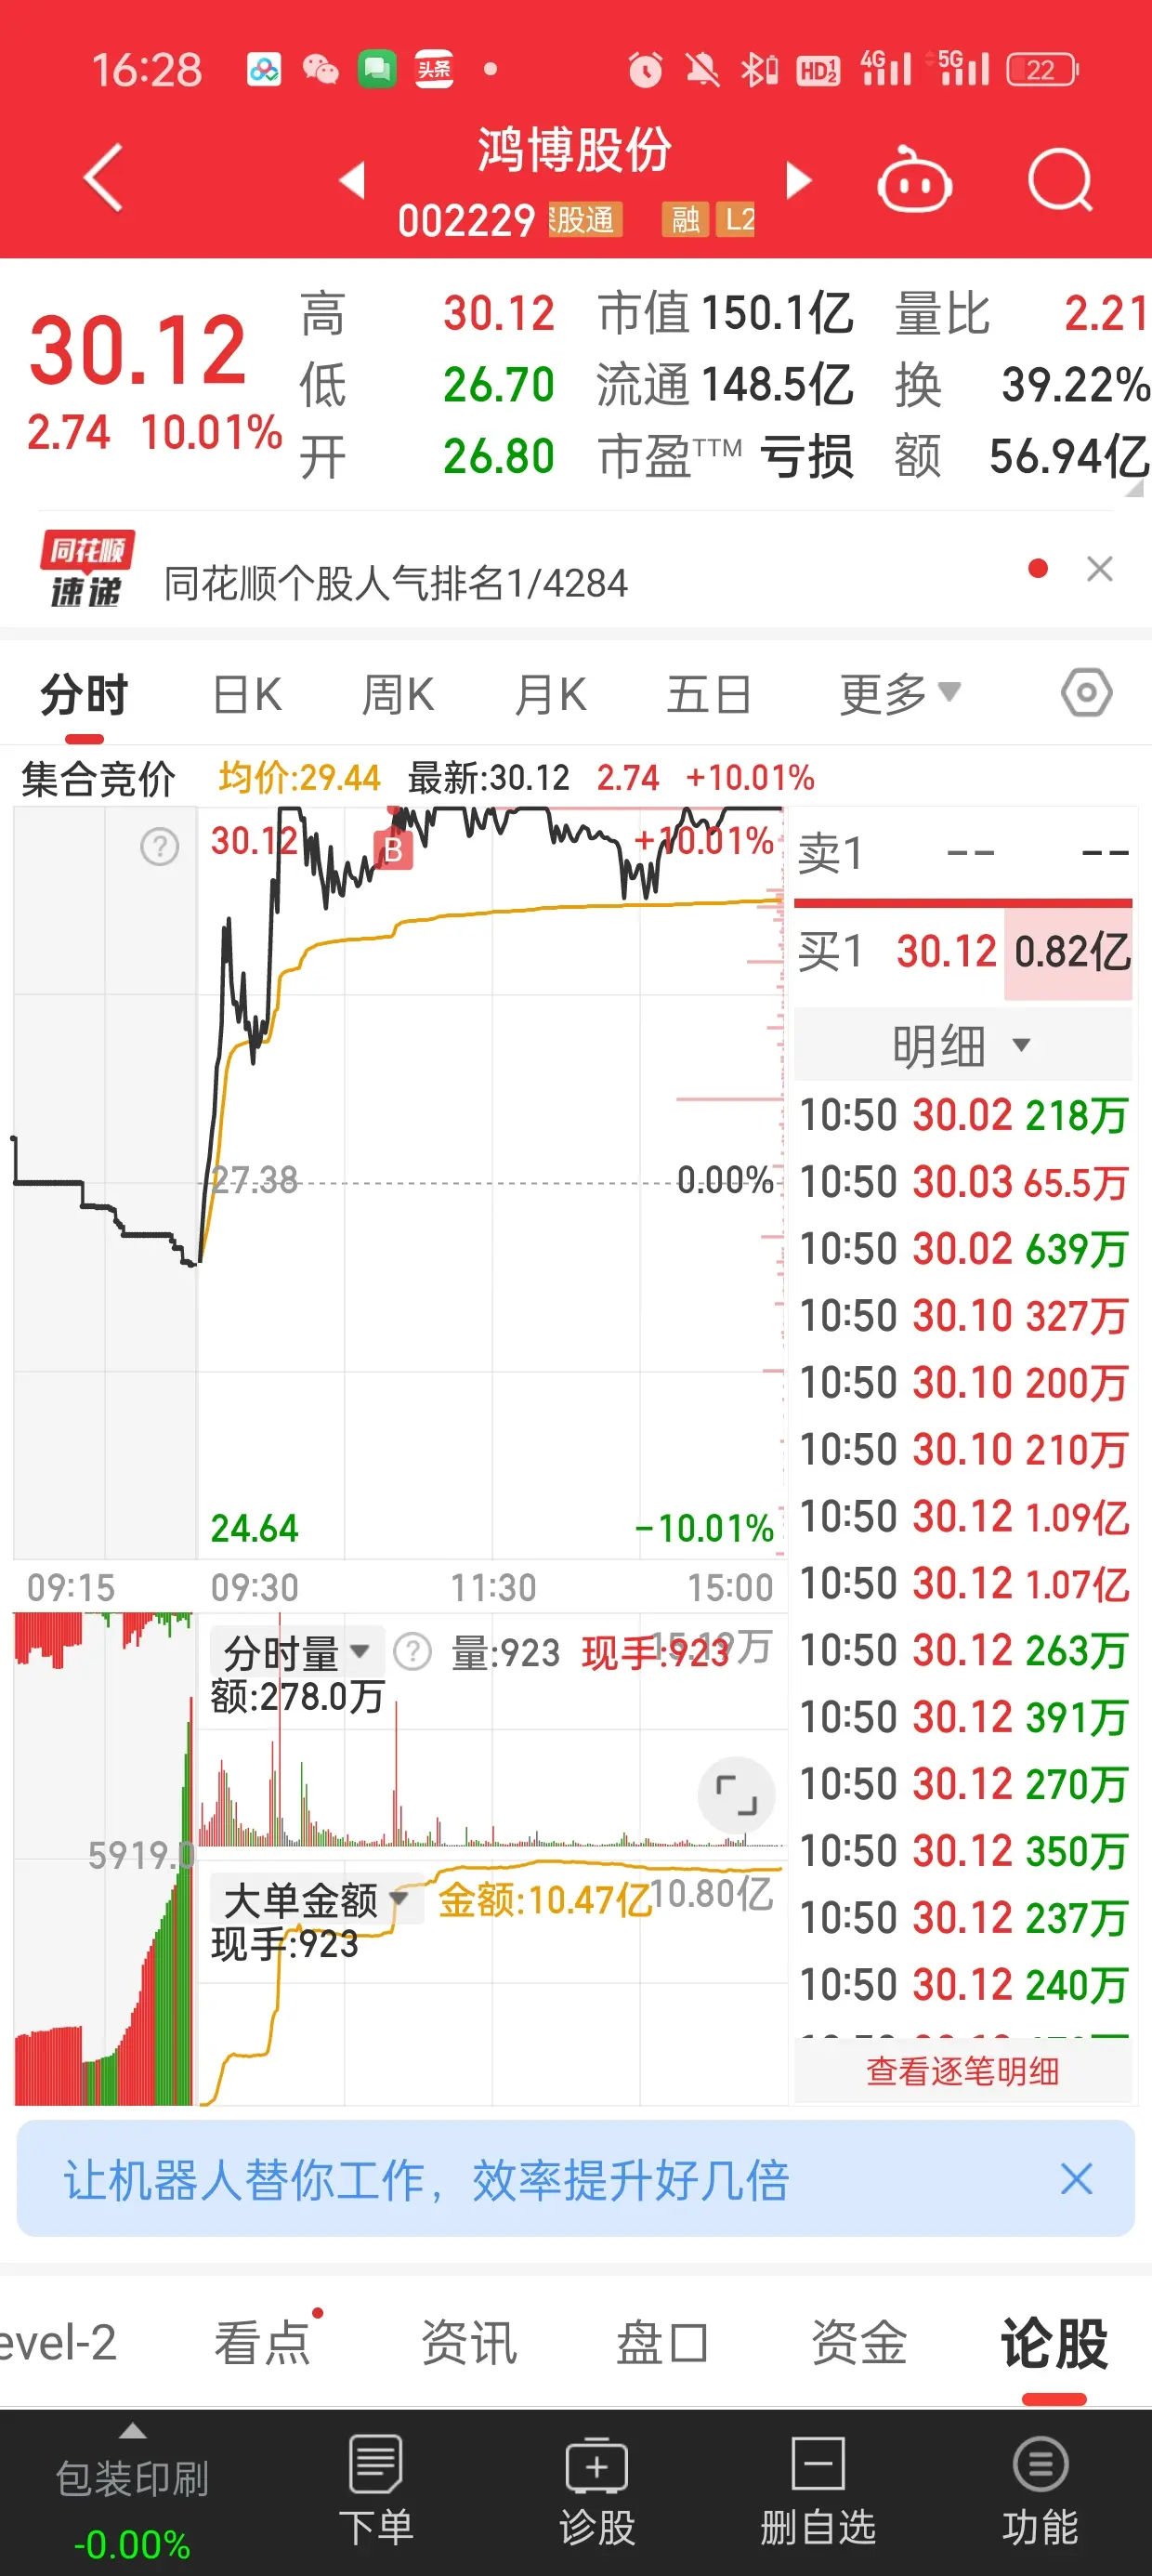 16:28 头条 HD 1 2 4G 5G 22
鸿博股份
002229 股通 融 L2
30.12 高 30.12 市值 150.1亿 量比 2.21
2.74 10.01% 低 26.70 流通 148.5亿 换 39.22%
开 26.80 市盈TTM 亏损 额 56.94亿
同花顺
速递 同花顺个股人气排名1/4284
分时 日K 周K 月K 五日 更多
集合竞价 均价:29.44 最新:30.12 2.74 +10.01%
30.12 B +10.01%
27.38 0.00%
24.64 -10.01%
09:15 09:30 11:30 15:00
卖1 -- --
买1 30.12 0.82亿
明细
10:50 30.02 218万
10:50 30.03 65.5万
10:50 30.02 639万
10:50 30.10 327万
10:50 30.10 200万
10:50 30.10 210万
10:50 30.12 1.09亿
10:50 30.12 1.07亿
10:50 30.12 263万
10:50 30.12 391万
10:50 30.12 270万
10:50 30.12 350万
10:50 30.12 237万
10:50 30.12 240万
查看逐笔明细
分时量 ? 量:923 现手:923
额:278.0万
5919.0
大单金额 金额:10.47亿 10.80亿
现手:923
让机器人替你工作，效率提升好几倍
evel-2 看点 资讯 盘口 资金 论股
包装印刷 下单 诊股 删自选 功能
-0.00%